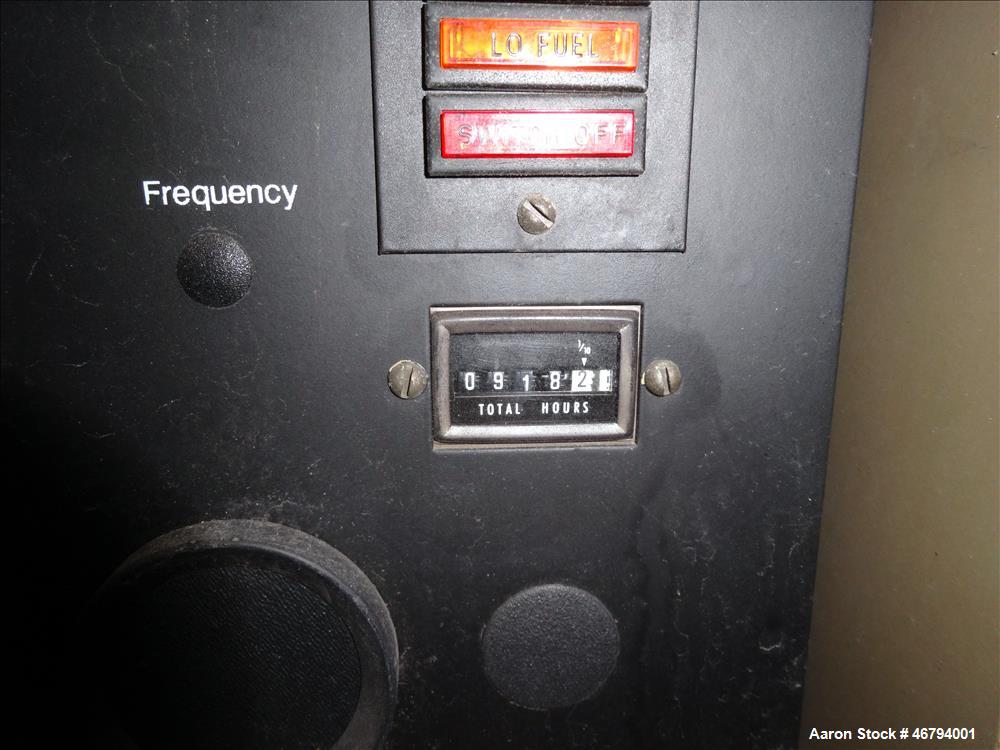 LO FUEL
SWITCH OFF
Frequency
1/10
0 9 1 8 2
TOTAL HOURS
Aaron Stock # 46794001